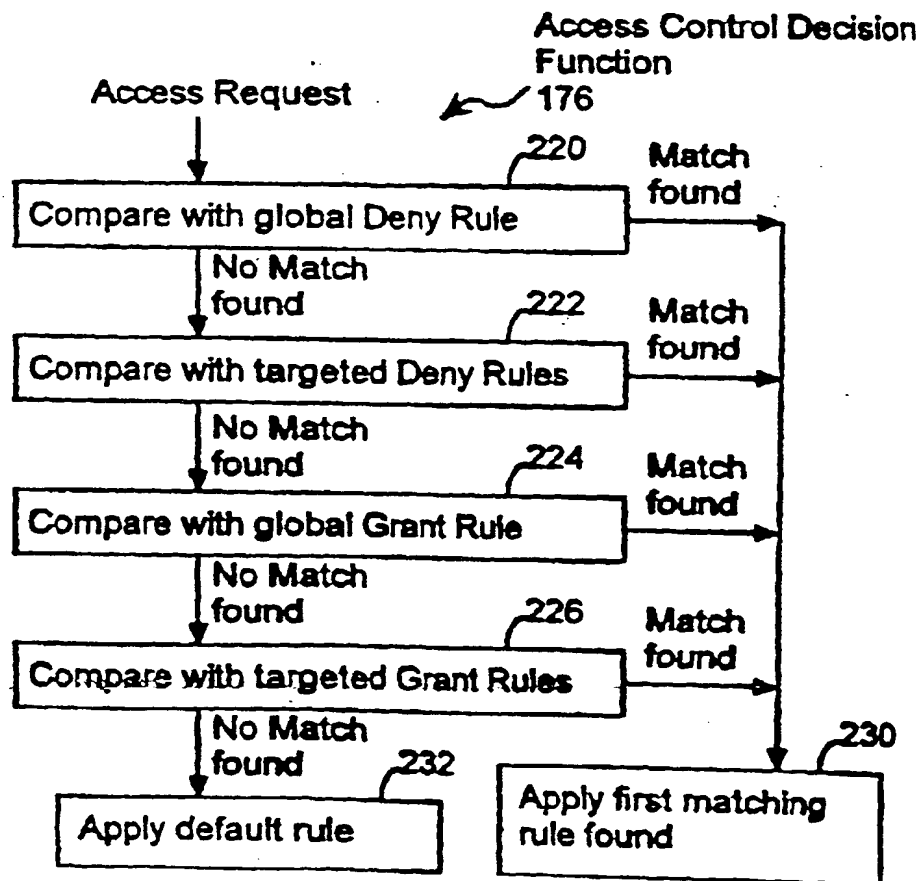 Access Control Decision
Function
176
Access Request
220
Match
found
Compare with global Deny Rule
No Match
found
222
Match
found
Compare with targeted Deny Rules
No Match
found
224
Match
found
Compare with global Grant Rule
No Match
found
226
Match
found
Compare with targeted Grant Rules
No Match
found
232
230
Apply default rule
Apply first matching
rule found